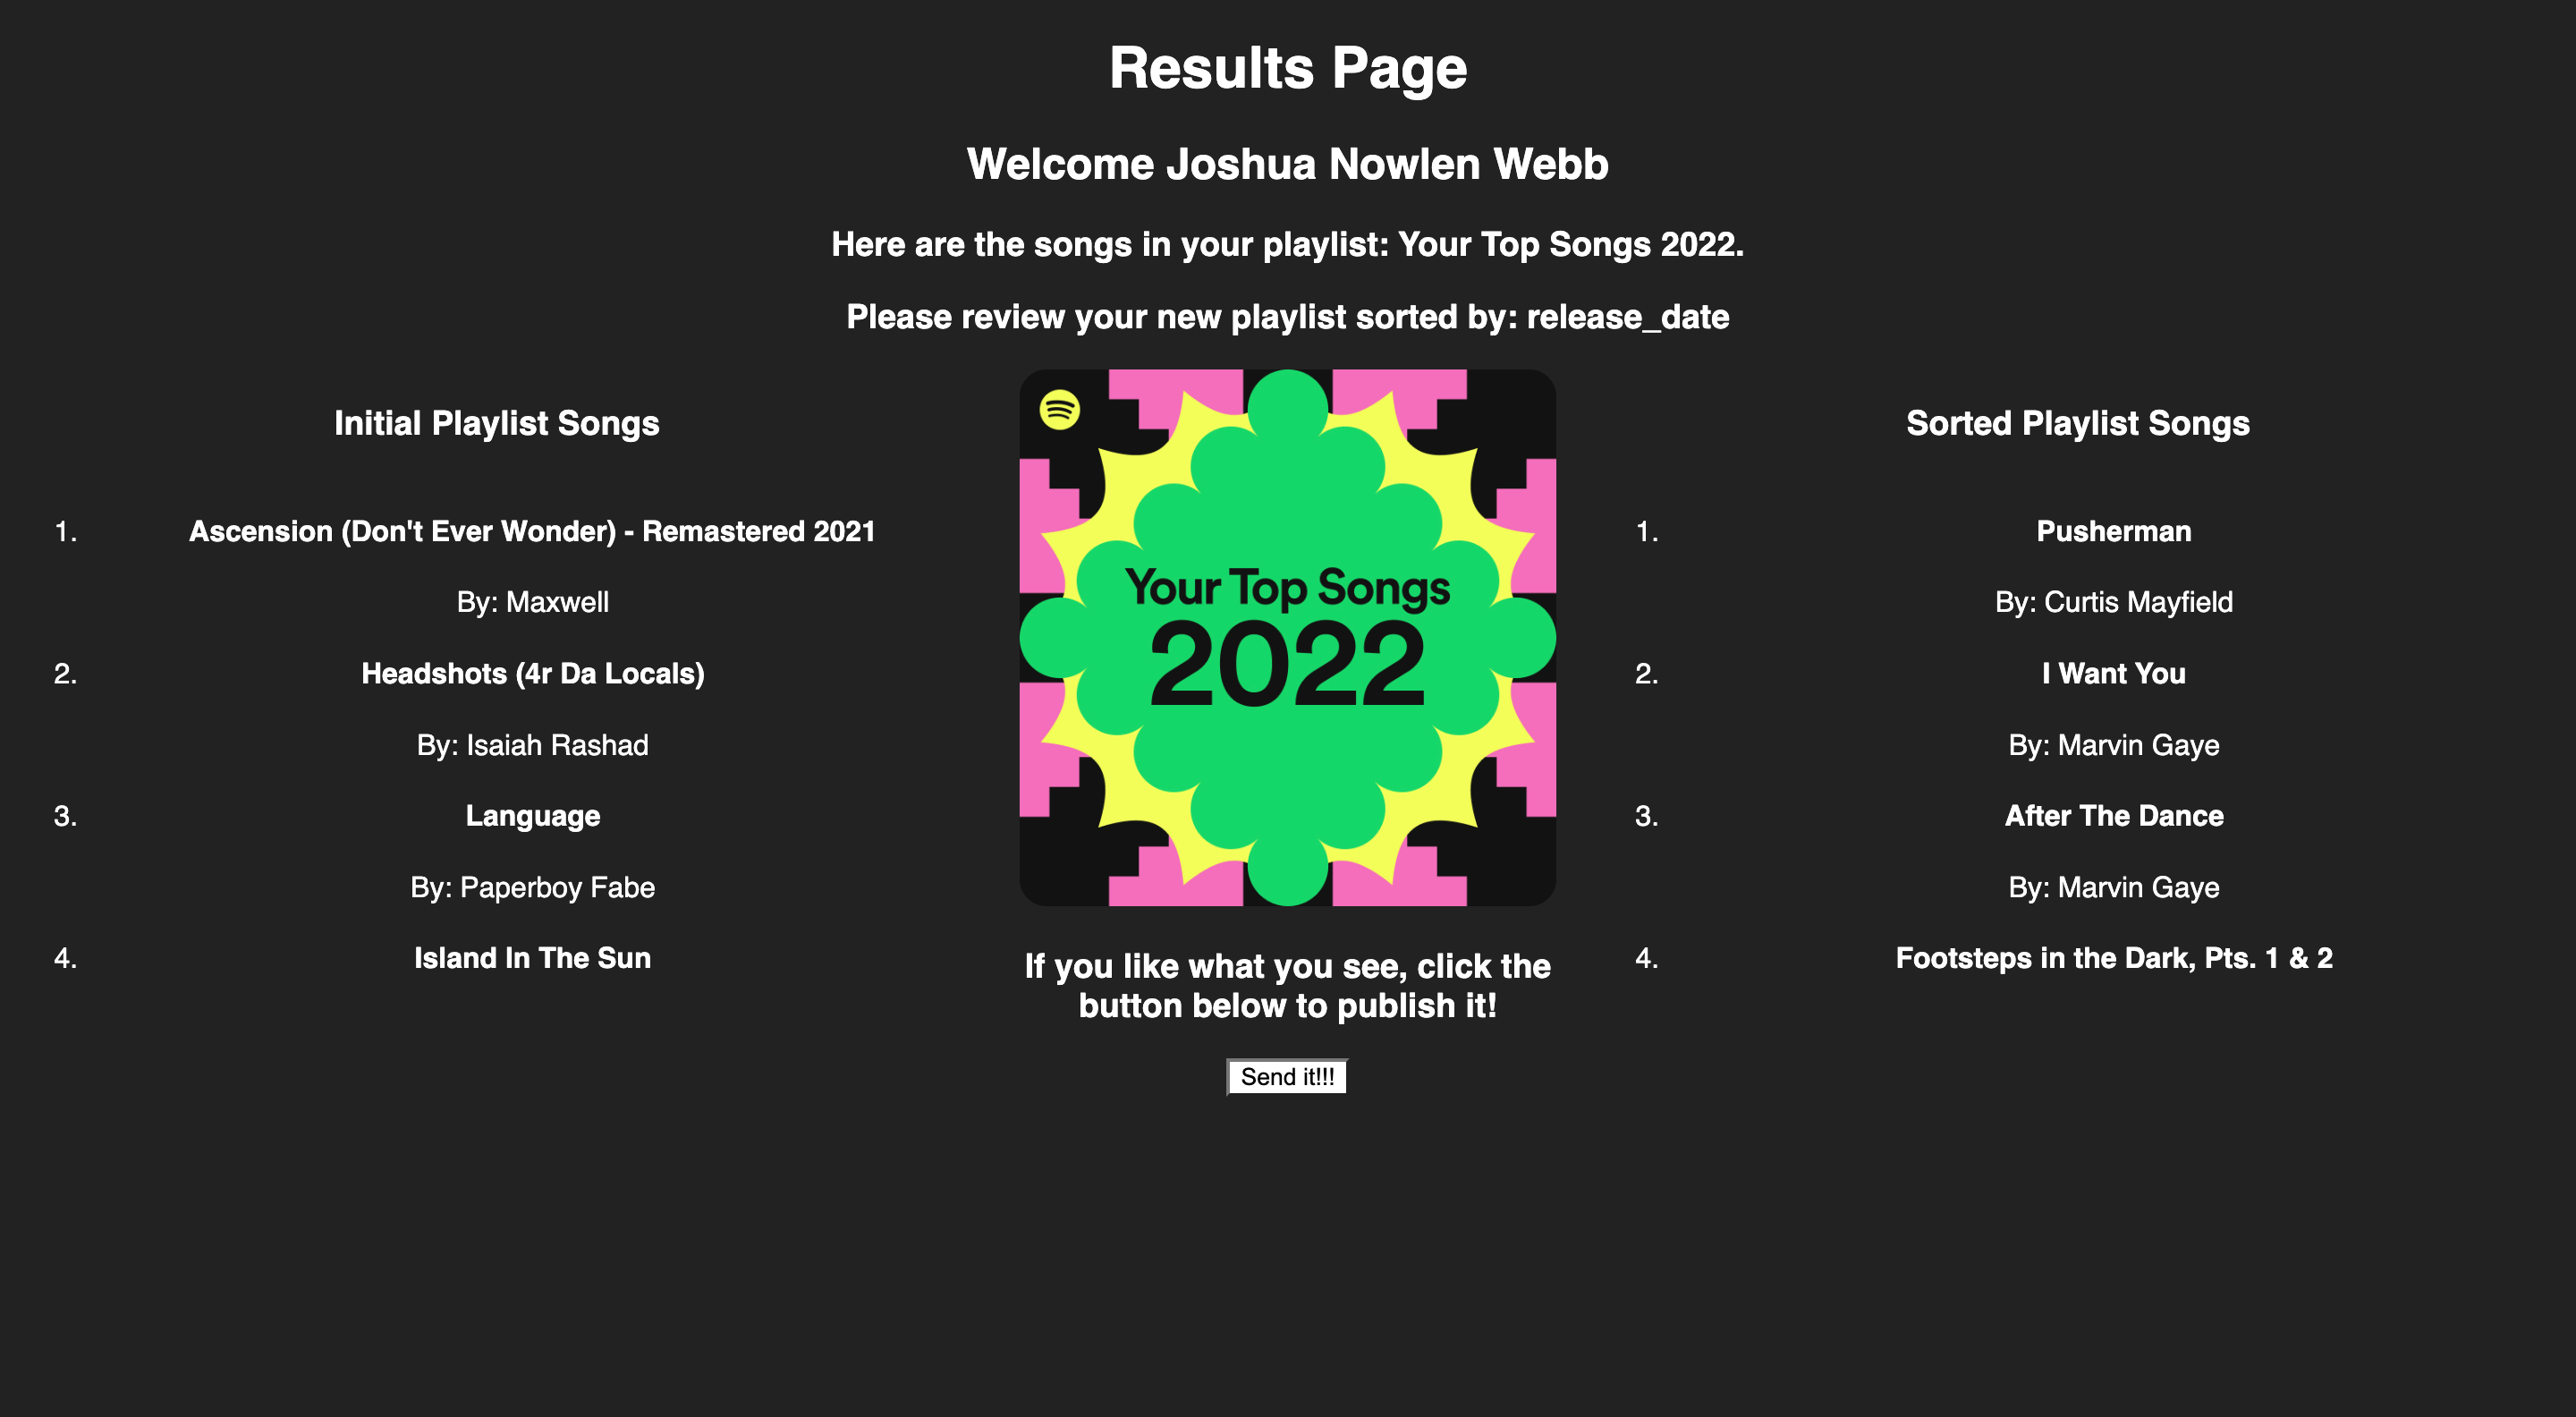 Results Page
Welcome Joshua Nowlen Webb
Here are the songs in your playlist: Your Top Songs 2022.
Please review your new playlist sorted by: release_date
Initial Playlist Songs
1. Ascension (Don't Ever Wonder) - Remastered 2021
By: Maxwell
2. Headshots (4r Da Locals)
By: Isaiah Rashad
3. Language
By: Paperboy Fabe
4. Island In The Sun
Your Top Songs
2022
If you like what you see, click the
button below to publish it!
Send it!!!
Sorted Playlist Songs
1. Pusherman
By: Curtis Mayfield
2. I Want You
By: Marvin Gaye
3. After The Dance
By: Marvin Gaye
4. Footsteps in the Dark, Pts. 1 & 2